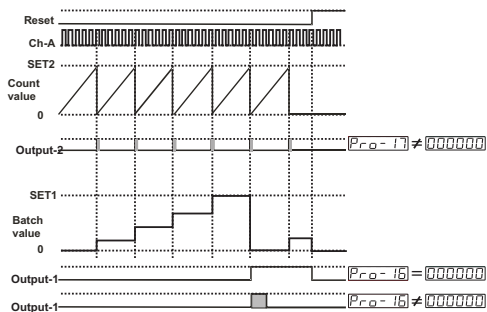 Reset
Ch-A
SET2
Count
value
0
Output-2 Pro-17 ≠ 000000
SET1
Batch
value
0
Output-1 Pro-16 = 000000
Output-1 Pro-16 ≠ 000000